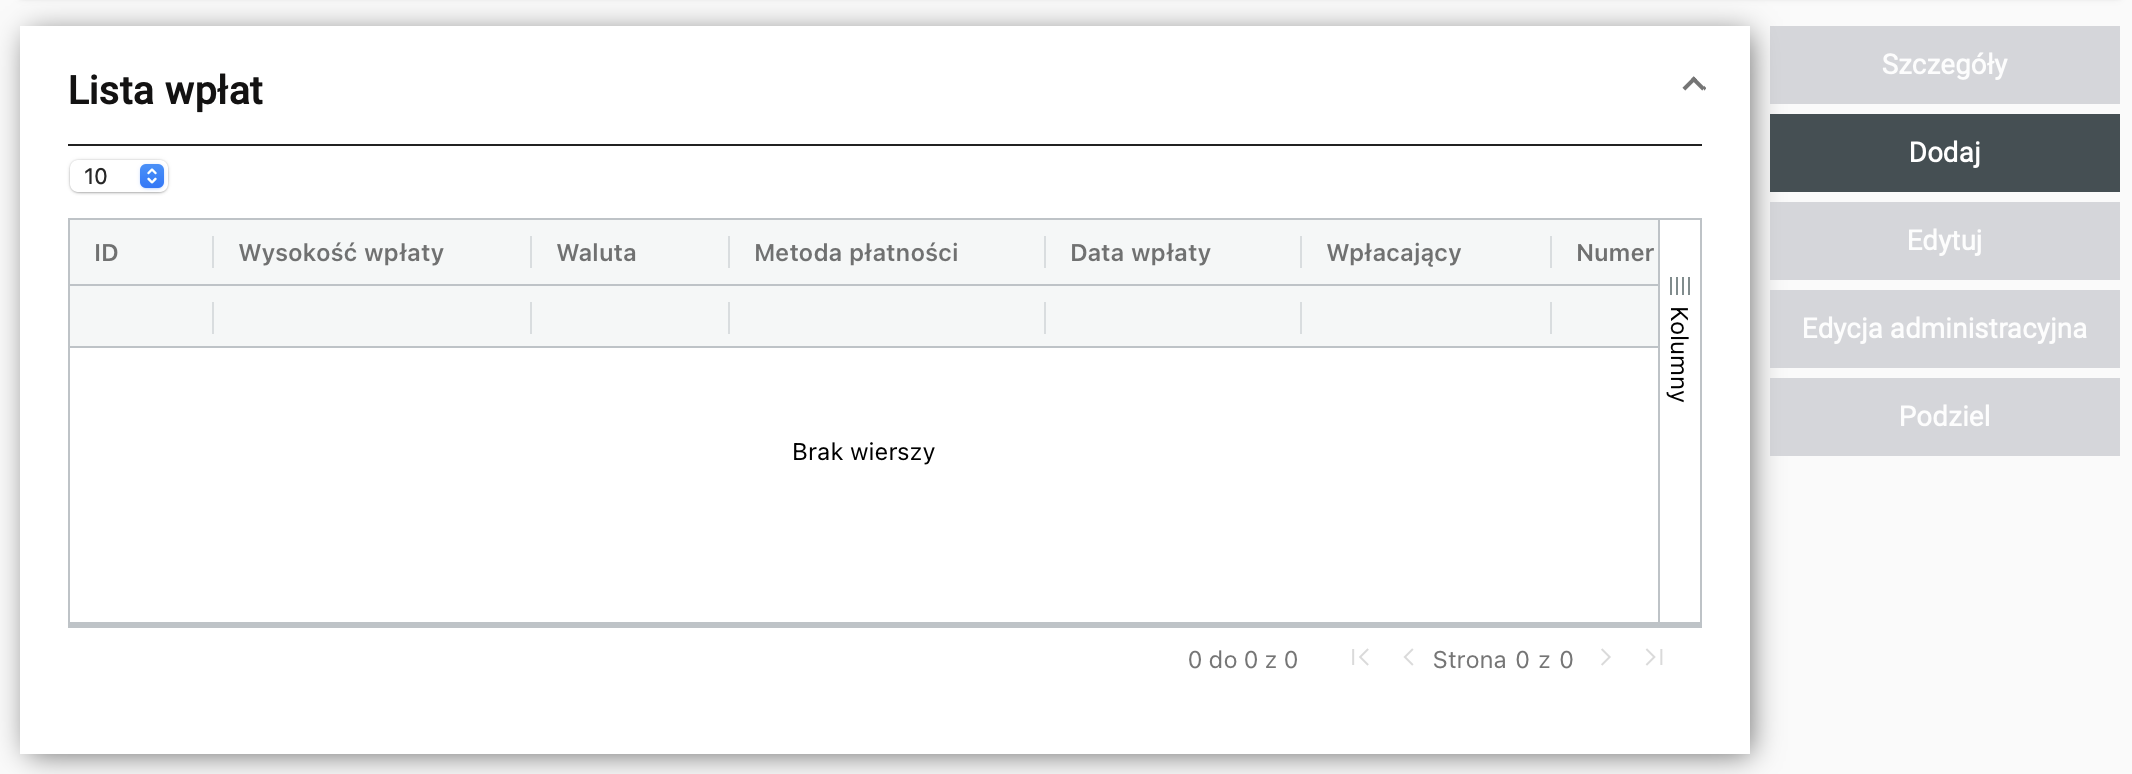 Lista wpłat
10
ID Wysokość wpłaty Waluta Metoda płatności Data wpłaty Wpłacający Numer
Kolumny
Brak wierszy
0 do 0 z 0 Strona 0 z 0
Szczegóły
Dodaj
Edytuj
Edycja administracyjna
Podziel